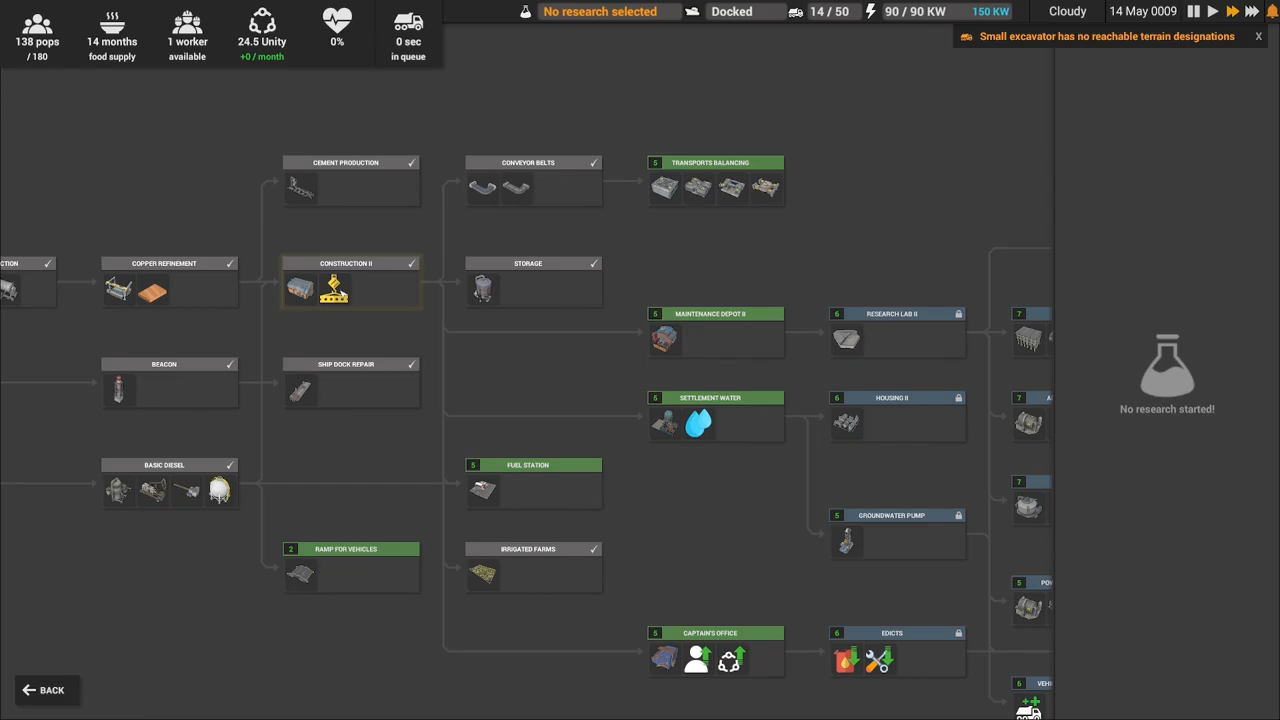 138 pops
/ 180
14 months
food supply
1 worker
available
24.5 Unity
+0 / month
0%
0 sec
in queue
No research selected
Docked
14 / 50
90 / 90 KW
150 KW
Cloudy
14 May 0009
Small excavator has no reachable terrain designations
X
CEMENT PRODUCTION
CONVEYOR BELTS
5
TRANSPORTS BALANCING
CTION
COPPER REFINEMENT
CONSTRUCTION II
STORAGE
5
MAINTENANCE DEPOT II
6
RESEARCH LAB II
7
BEACON
SHIP DOCK REPAIR
5
SETTLEMENT WATER
6
HOUSING II
7
BASIC DIESEL
5
FUEL STATION
7
5
GROUNDWATER PUMP
2
RAMP FOR VEHICLES
IRRIGATED FARMS
5
5
CAPTAIN'S OFFICE
6
EDICTS
6
VEHI
No research started!
BACK